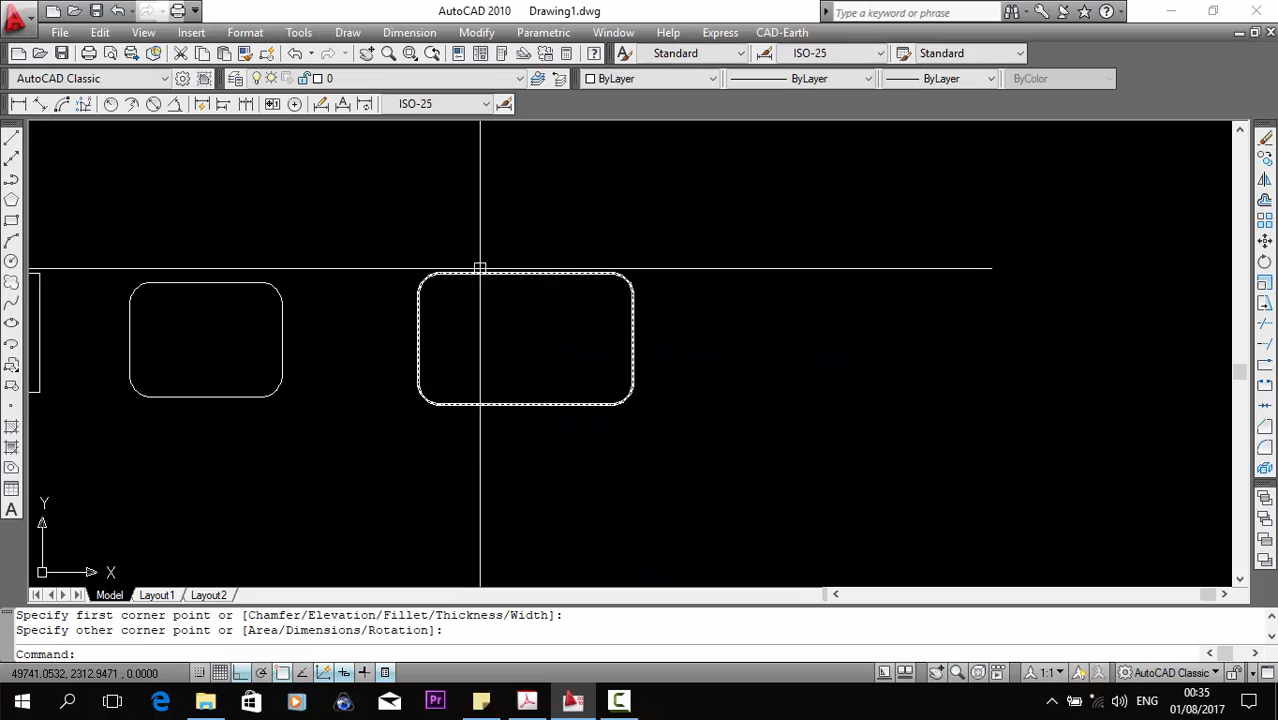 AutoCAD 2010 Drawing1.dwg
Type a keyword or phrase
File Edit View Insert Format Tools Draw Dimension Modify Parametric Window Help Express CAD-Earth
Standard ISO-25 Standard
AutoCAD Classic 0 ByLayer ByLayer ByLayer ByColor
ISO-25
A
Y
X
Model Layout1 Layout2
Specify first corner point or [Chamfer/Elevation/Fillet/Thickness/Width]:
Specify other corner point or [Area/Dimensions/Rotation]:
Command:
49741.0532, 2312.9471, 0.0000 1:1 AutoCAD Classic
Pr ENG 00:35
01/08/2017